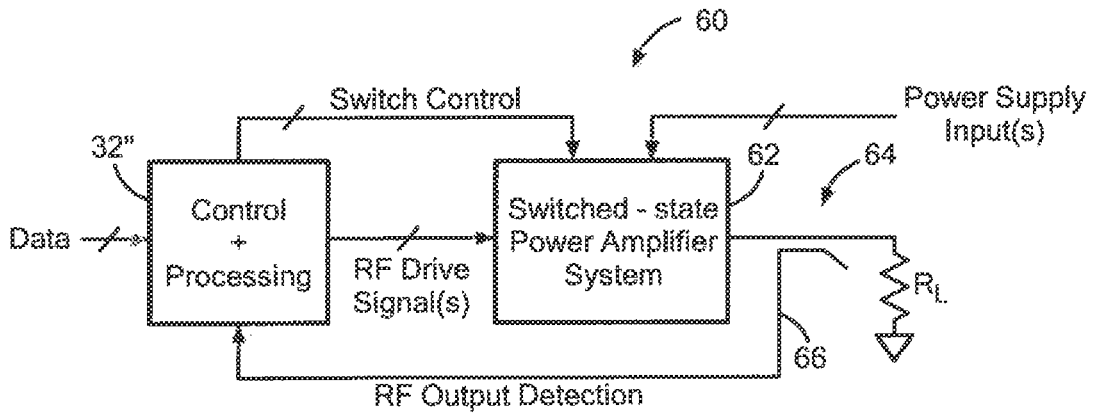 60
Switch Control
Power Supply
Input(s)
32"
62
64
Control
+
Processing
Switched - state
Power Amplifier
System
Data
RF Drive
Signal(s)
RL
66
RF Output Detection